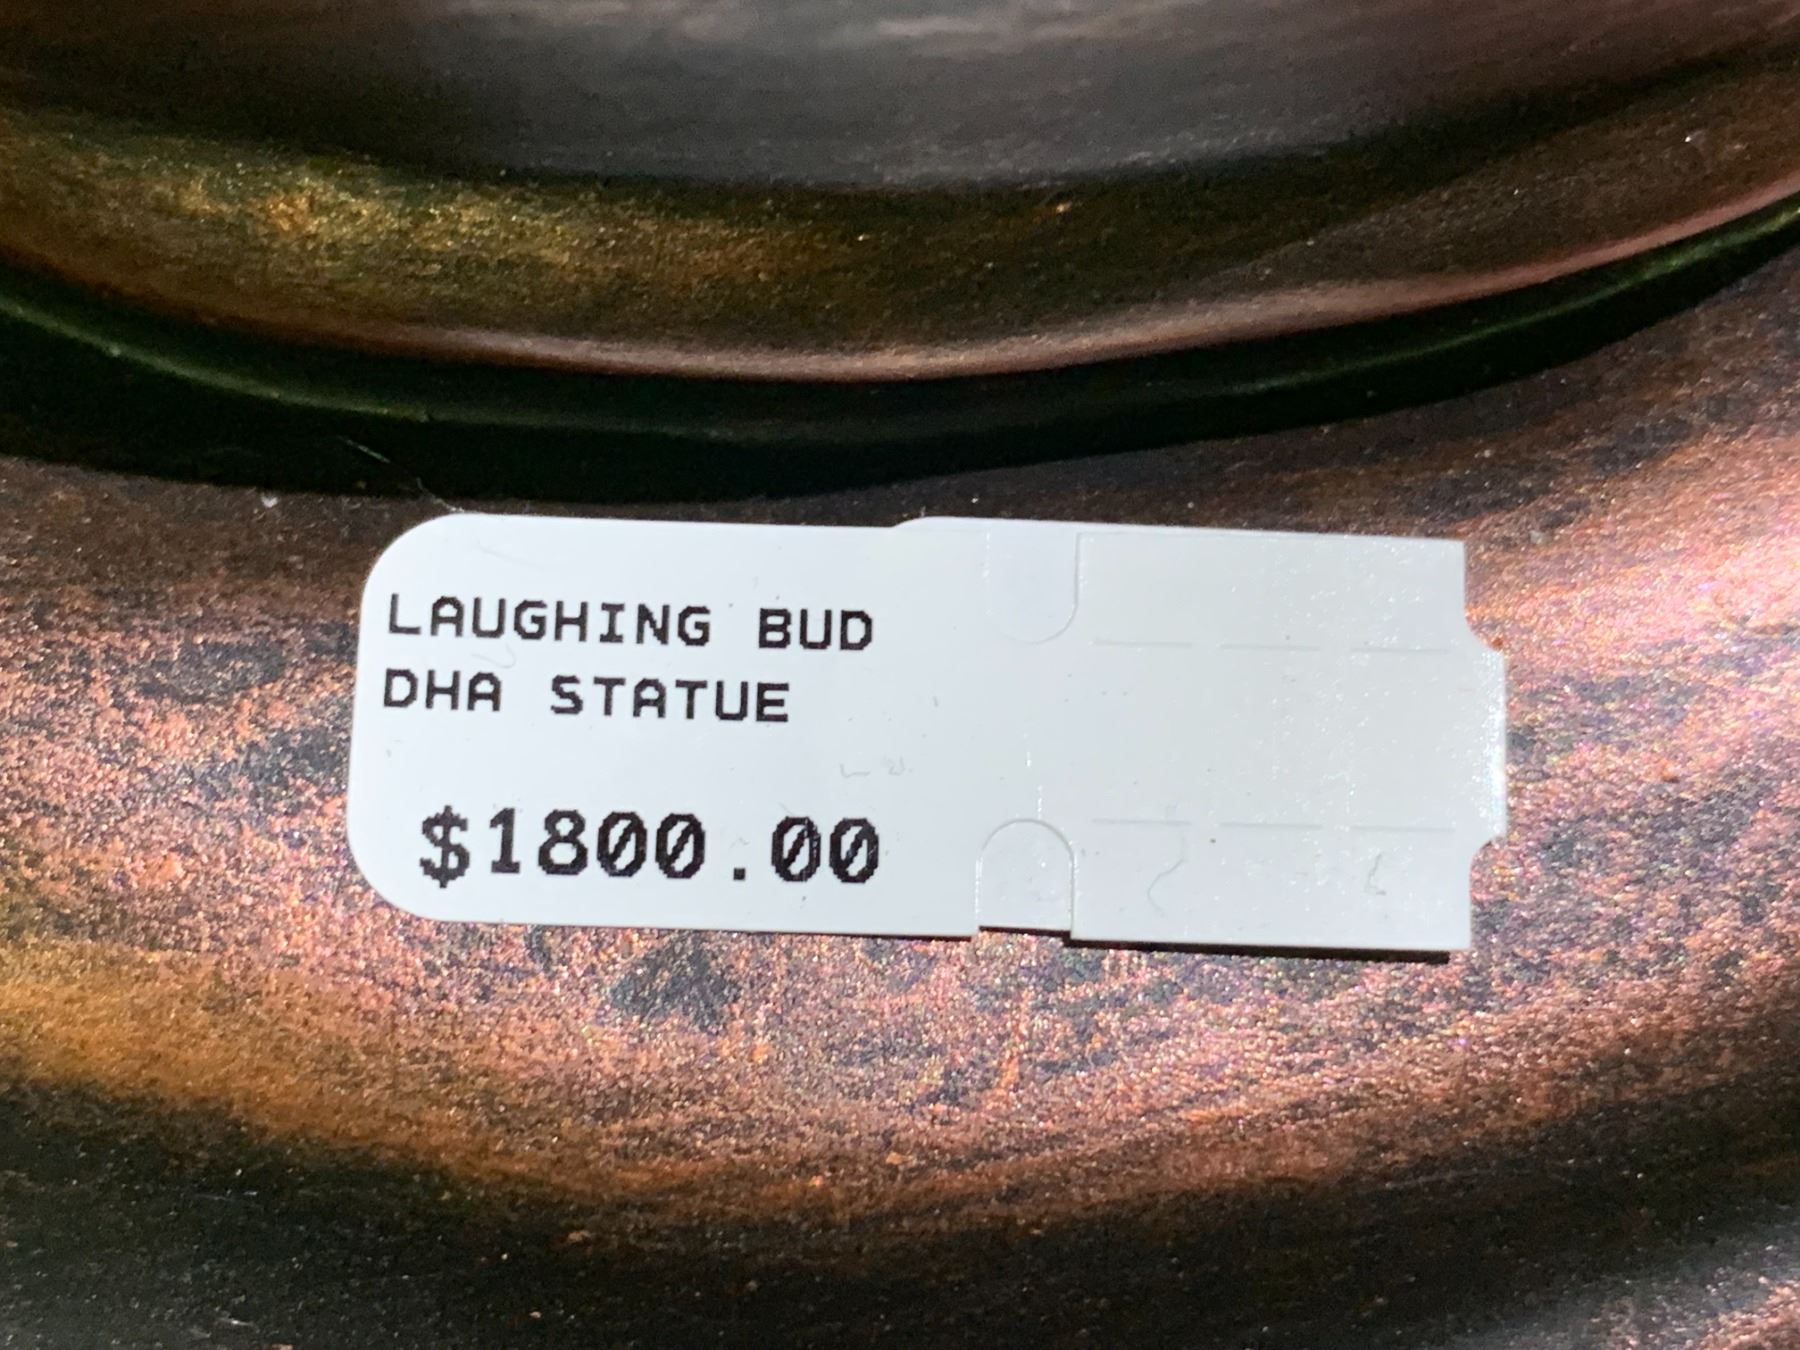 LAUGHING BUD
DHA STATUE
$1800.00